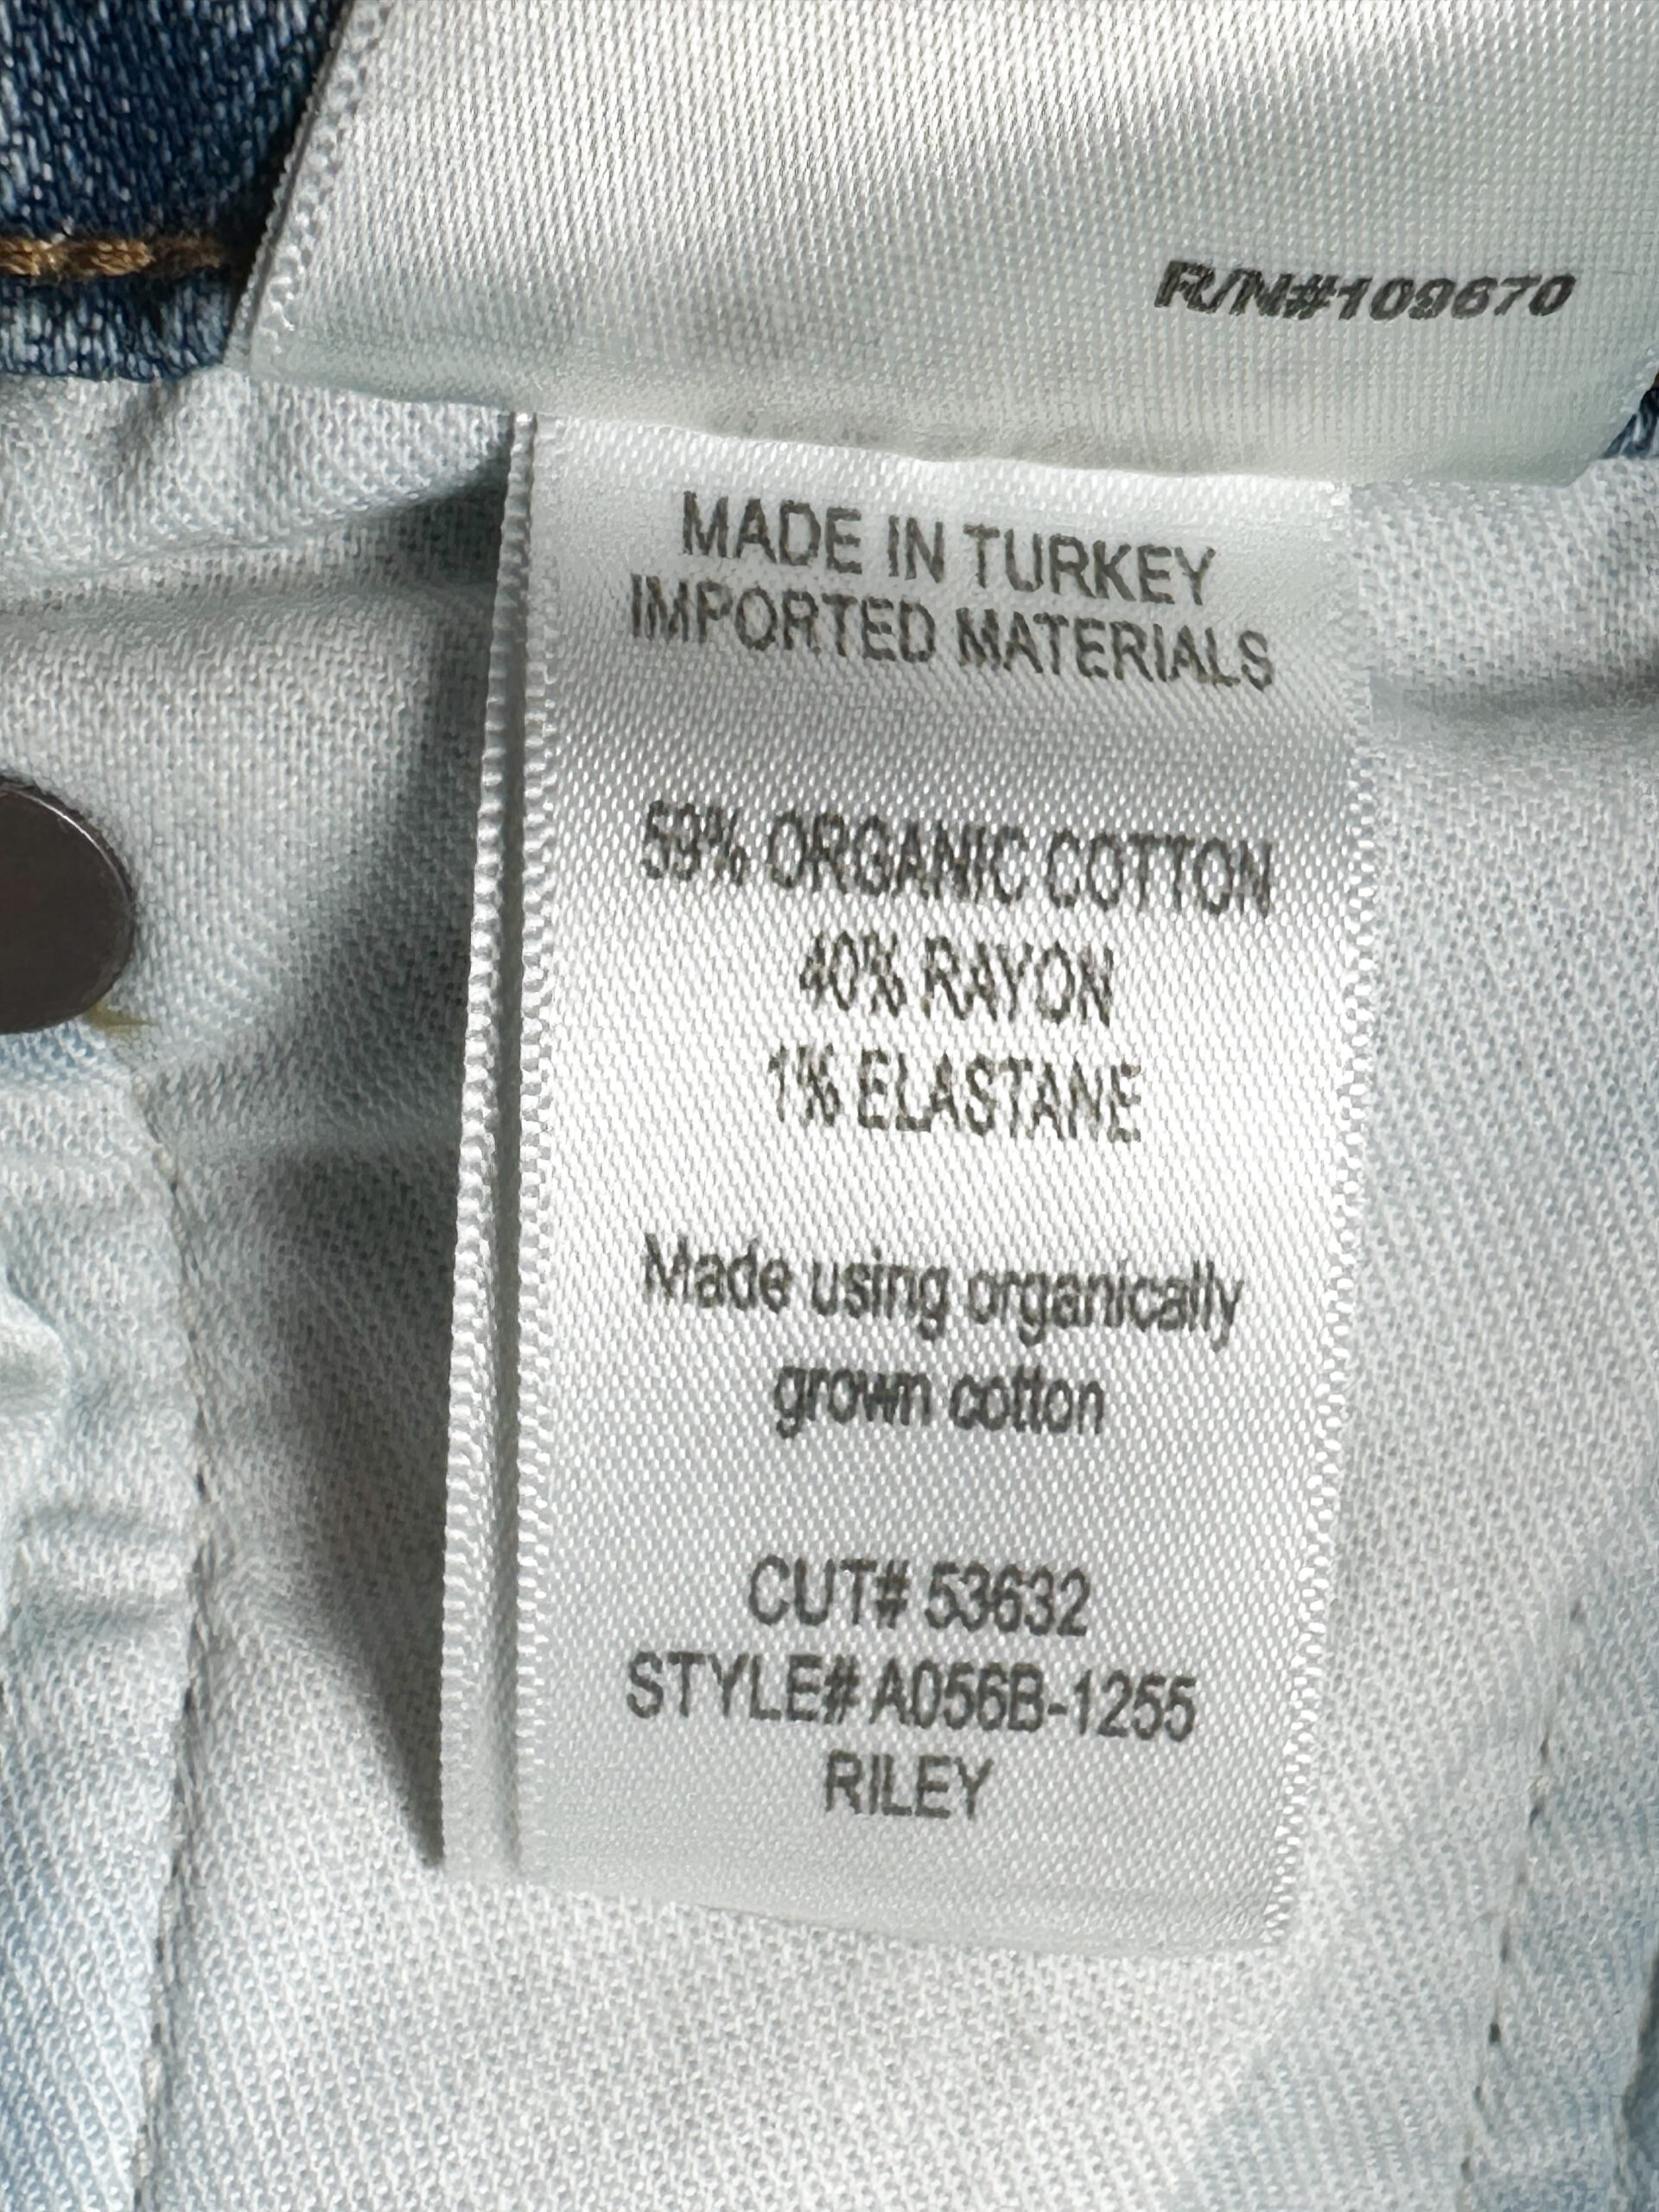 R/N#109670
MADE IN TURKEY
IMPORTED MATERIALS
59% ORGANIC COTTON
40% RAYON
1% ELASTANE
Made using organically
grown cotton
CUT# 53632
STYLE# A056B-1255
RILEY